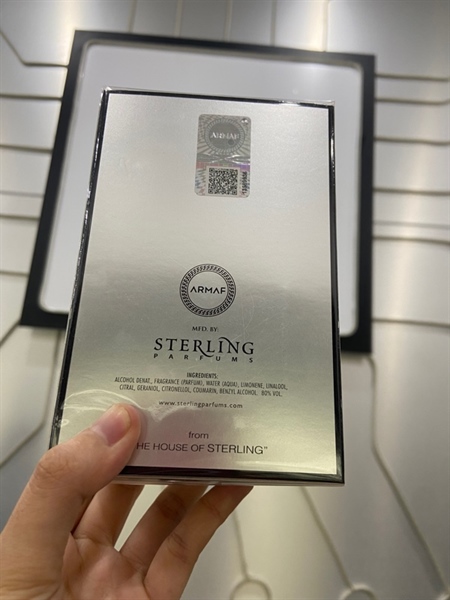 ARMAF
ARMAF
MFD. BY:
STERLING
PARFUMS
INGREDIENTS:
ALCOHOL DENAT., FRAGRANCE (PARFUM), WATER (AQUA), LIMONENE, LINALOOL,
CITRAL, GERANIOL, CITRONELLOL, COUMARIN, BENZYL ALCOHOL. 80% VOL.
www.sterlingparfums.com
from
HE HOUSE OF STERLING"